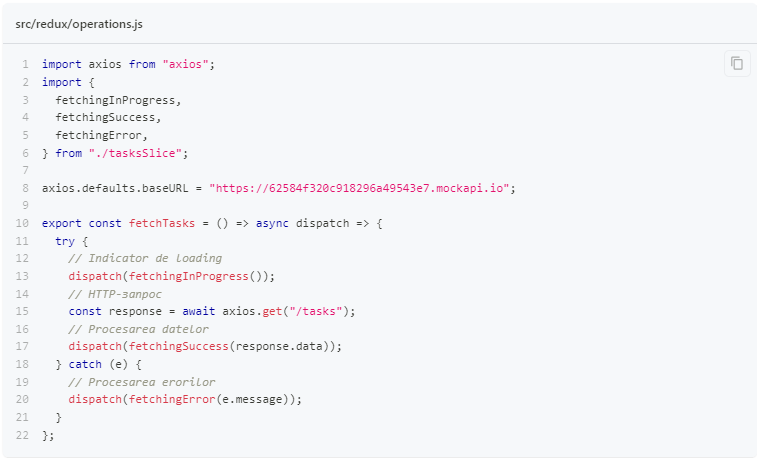 src/redux/operations.js
1 import axios from "axios";
2 import {
3   fetchingInProgress,
4   fetchingSuccess,
5   fetchingError,
6 } from "./tasksSlice";
7
8 axios.defaults.baseURL = "https://62584f320c918296a49543e7.mockapi.io";
9
10 export const fetchTasks = () => async dispatch => {
11   try {
12     // Indicator de loading
13     dispatch(fetchingInProgress());
14     // HTTP-запрос
15     const response = await axios.get("/tasks");
16     // Procesarea datelor
17     dispatch(fetchingSuccess(response.data));
18   } catch (e) {
19     // Procesarea erorilor
20     dispatch(fetchingError(e.message));
21   }
22 };